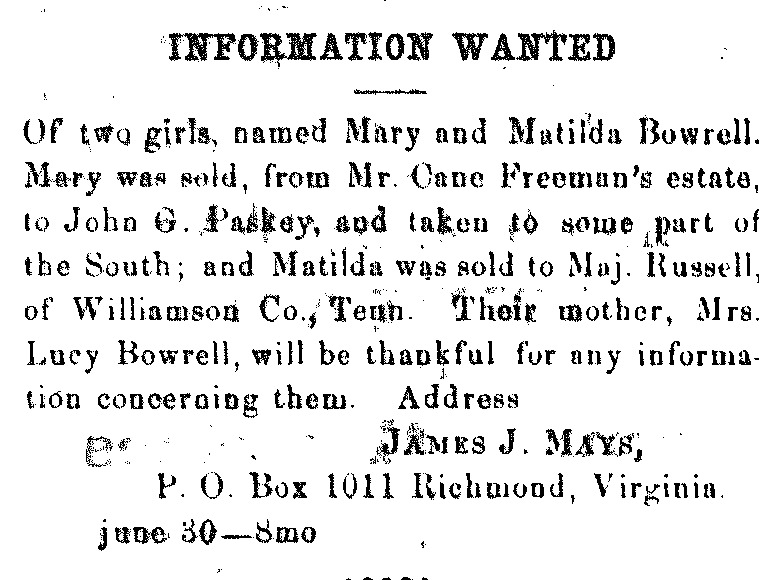 INFORMATION WANTED
Of two girls, named Mary and Matilda Bowrell.
Mary was sold, from Mr. Cane Freeman's estate,
to John G. Paskey, and taken to some part of
the South; and Matilda was sold to Maj. Russell,
of Williamson Co., Tenn. Their mother, Mrs.
Lucy Bowrell, will be thankful for any informa-
tion concerning them. Address
JAMES J. MAYS,
P. O. Box 1011 Richmond, Virginia.
june 30—8mo